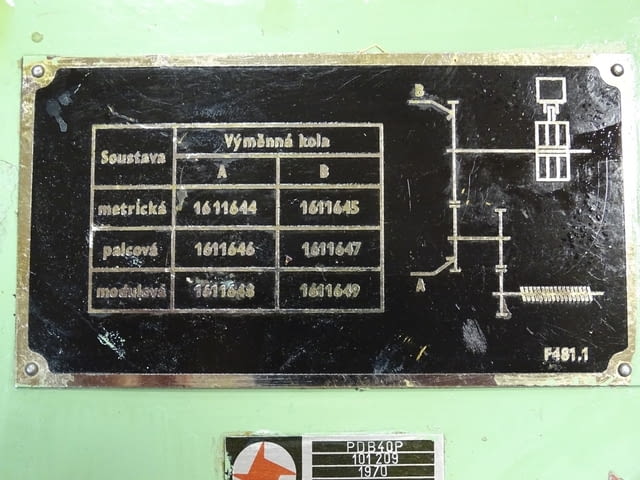 Soustava Výměnná kola
A B
metrická 1611644 1611645
palcová 1611646 1611647
modulová 1611648 1611649
B
A
F481.1
PDB40P
101209
1970